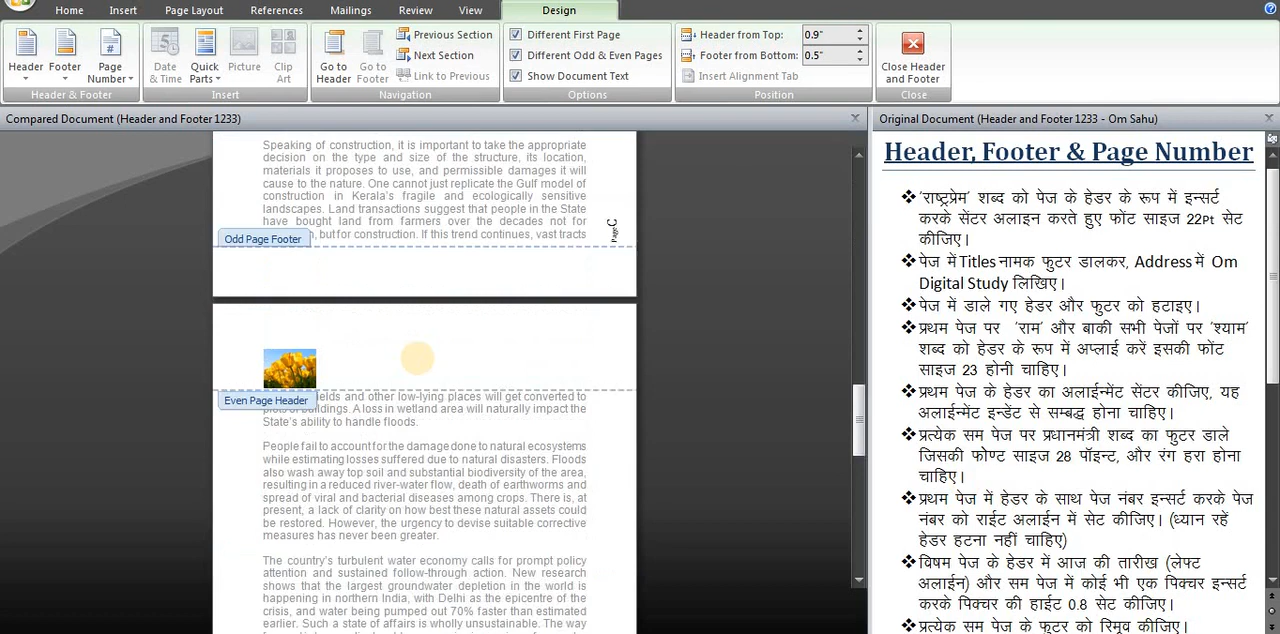 Home Insert Page Layout References Mailings Review View Design
Header Footer Page Number
Header & Footer
Date & Time Quick Parts Picture Clip Art
Insert
Go to Header Go to Footer Previous Section
Next Section
Link to Previous
Navigation
Different First Page
Different Odd & Even Pages
Show Document Text
Options
Header from Top: 0.9"
Footer from Bottom: 0.5"
Insert Alignment Tab
Position
Close Header and Footer
Close
Compared Document (Header and Footer 1233)
Speaking of construction, it is important to take the appropriate
decision on the type and size of the structure, its location,
materials it proposes to use, and permissible damages it will
cause to the nature. One cannot just replicate the Gulf model of
construction in Kerala's fragile and ecologically sensitive
landscapes. Land transactions suggest that people in the State
have bought land from farmers over the decades not for
, but for construction. If this trend continues, vast tracts
Page C
Odd Page Footer
Even Page Header
and other low-lying places will get converted to
buildings. A loss in wetland area will naturally impact the
State's ability to handle floods.
People fail to account for the damage done to natural ecosystems
while estimating losses suffered due to natural disasters. Floods
also wash away top soil and substantial biodiversity of the area,
resulting in a reduced river-water flow, death of earthworms and
spread of viral and bacterial diseases among crops. There is, at
present, a lack of clarity on how best these natural assets could
be restored. However, the urgency to devise suitable corrective
measures has never been greater.
The country's turbulent water economy calls for prompt policy
attention and sustained follow-through action. New research
shows that the largest groundwater depletion in the world is
happening in northern India, with Delhi as the epicentre of the
crisis, and water being pumped out 70% faster than estimated
earlier. Such a state of affairs is wholly unsustainable. The way
Original Document (Header and Footer 1233 - Om Sahu)
Header, Footer & Page Number
❖'राष्ट्रप्रेम' शब्द को पेज के हेडर के रूप में इन्सर्ट
करके सेंटर अलाइन करते हुए फोंट साइज 22Pt सेट
कीजिए।
❖पेज में Titles नामक फुटर डालकर, Address में Om
Digital Study लिखिए।
❖पेज में डाले गए हेडर और फुटर को हटाइए।
❖प्रथम पेज पर 'राम' और बाकी सभी पेजों पर 'श्याम'
शब्द को हेडर के रूप में अप्लाई करें इसकी फोंट
साइज 23 होनी चाहिए।
❖प्रथम पेज के हेडर का अलाईन्मेंट सेंटर कीजिए, यह
अलाईन्मेंट इन्डेंट से सम्बद्ध होना चाहिए।
❖प्रत्येक सम पेज पर प्रधानमंत्री शब्द का फुटर डाले
जिसकी फोण्ट साइज 28 पॉइन्ट, और रंग हरा होना
चाहिए।
❖प्रथम पेज में हेडर के साथ पेज नंबर इन्सर्ट करके पेज
नंबर को राईट अलाईन में सेट कीजिए। (ध्यान रहें
हेडर हटना नहीं चाहिए)
❖विषम पेज के हेडर में आज की तारीख (लेफ्ट
अलाईन) और सम पेज में कोई भी एक पिक्चर इन्सर्ट
करके पिक्चर की हाईट 0.8 सेट कीजिए।
❖प्रत्येक सम पेज के फुटर को रिमूव कीजिए।